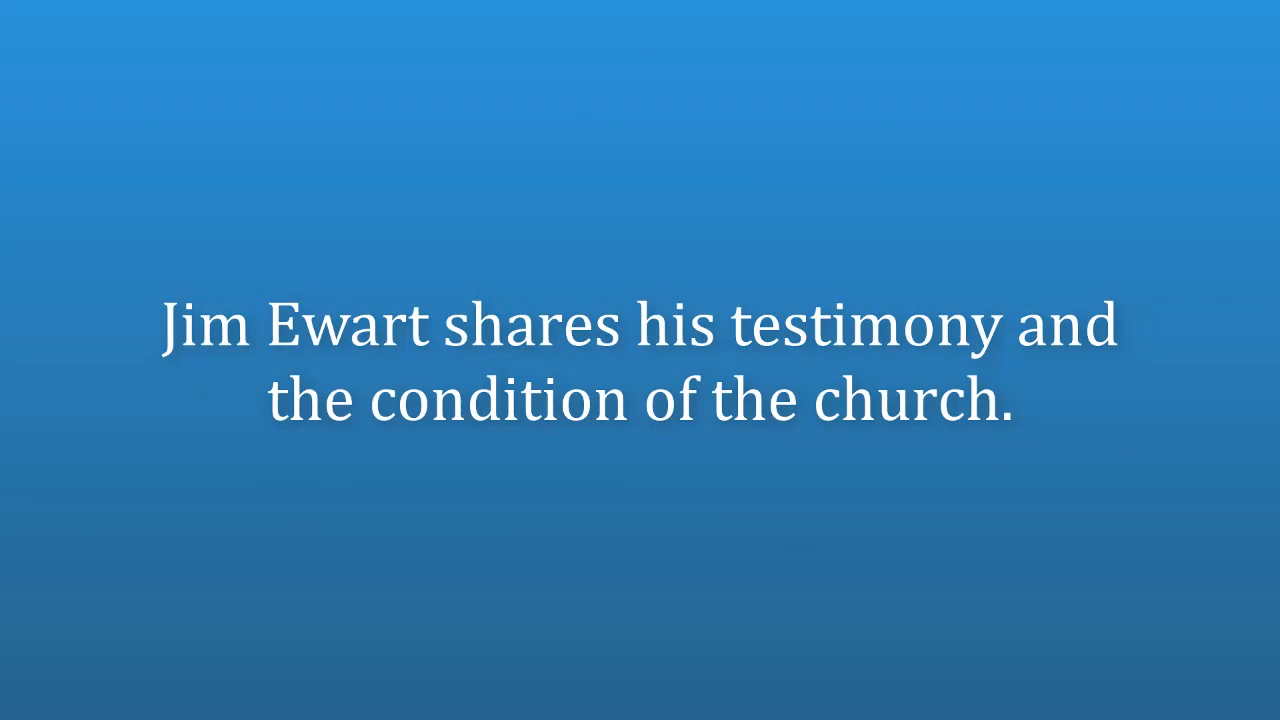 Jim Ewart shares his testimony and
the condition of the church.